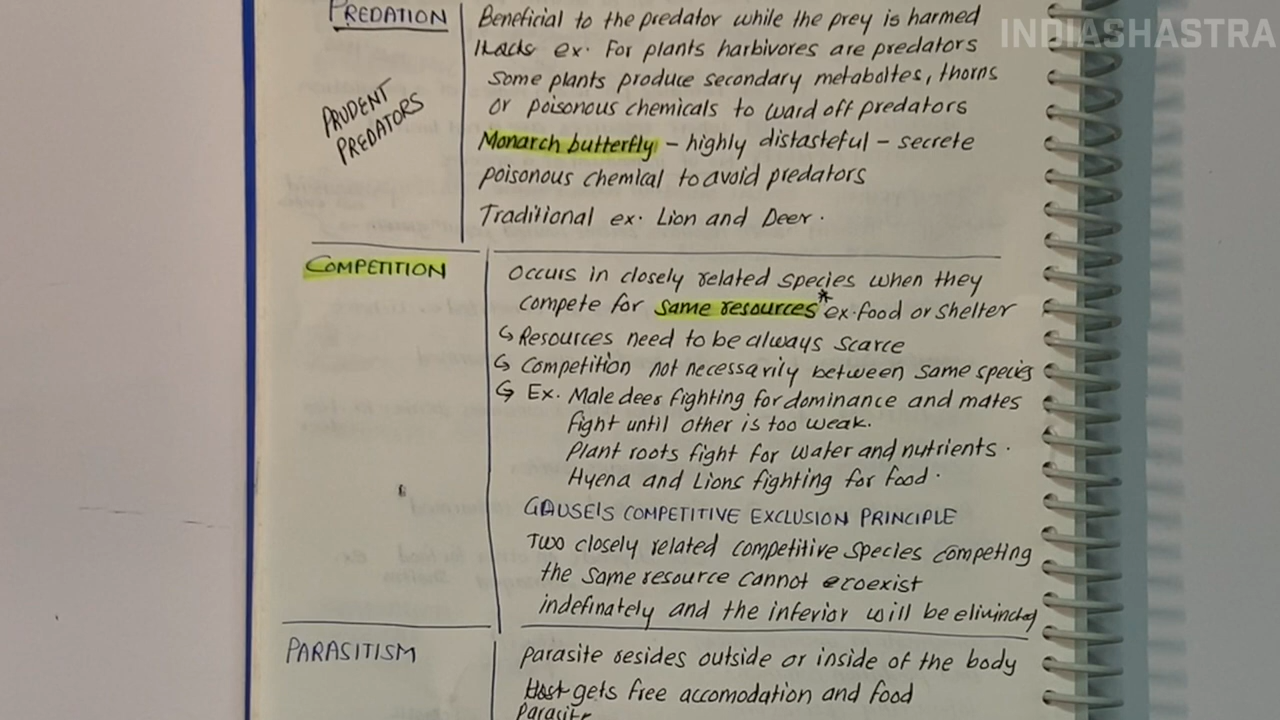 INDIASHASTRA
PREDATION
Beneficial to the predator while the prey is harmed
ex. For plants harbivores are predators
Some plants produce secondary metaboltes, thorns
or poisonous chemicals to ward off predators
PRUDENT
PREDATORS
Monarch butterfly - highly distasteful - secrete
poisonous chemical to avoid predators
Traditional ex. Lion and Deer.
COMPETITION
Occurs in closely related species when they
compete for same resources* ex. food or shelter
↳ Resources need to be always scarce
↳ Competition not necessarily between same species
↳ Ex. Male deer fighting for dominance and mates
Fight until other is too weak.
Plant roots fight for water and nutrients.
Hyena and Lions fighting for food.
GAUSEIS COMPETITIVE EXCLUSION PRINCIPLE
Two closely related competitive species competing
the same resource cannot coexist
indefinately and the inferior will be
PARASITISM
parasite resides outside or inside of the body
Host gets free accomodation and food
Parasite